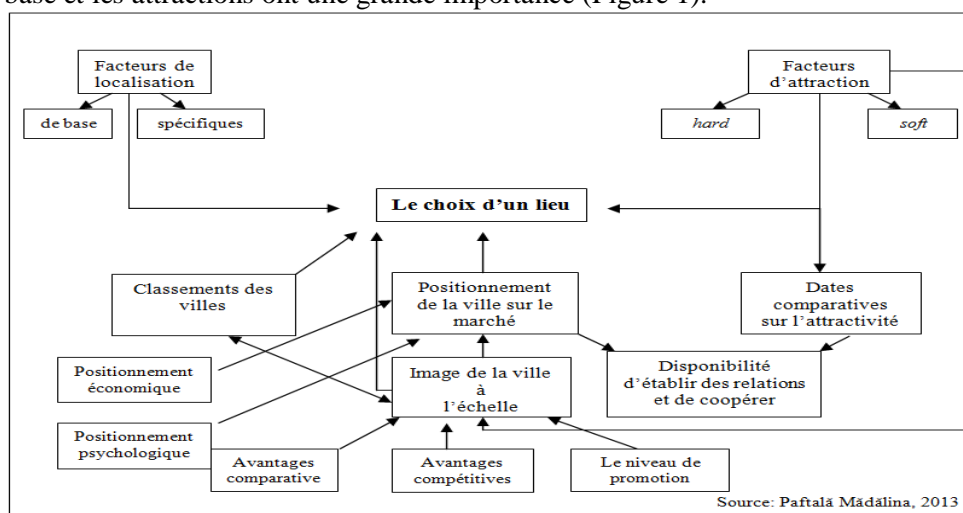 base et les attractions ont une grande importance (Figure 1).
Facteurs de
localisation
Facteurs
d'attraction
de base
spécifiques
hard
soft
Le choix d'un lieu
Classements des
villes
Positionnement
de la ville sur le
marché
Dates
comparatives
sur l'attractivité
Positionnement
économique
Image de la ville
à
l'échelle
Disponibilité
d'établir des relations
et de coopérer
Positionnement
psychologique
Avantages
comparative
Avantages
compétitives
Le niveau de
promotion
Source: Paftală Mădălina, 2013